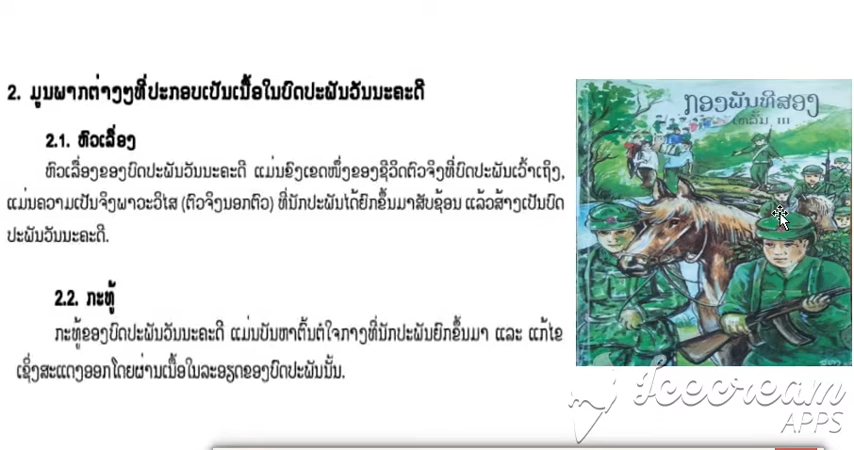 2. ມູນພາກຕ່າງໆທີ່ປະກອບເປັນເນື້ອໃນບົດປະພັນວັນນະຄະດີ
2.1. ຫົວເລື່ອງ
ຫົວເລື່ອງຂອງບົດປະພັນວັນນະຄະດີ ແມ່ນຂົງເຂດໜຶ່ງຂອງຊີວິດຕົວຈິງທີ່ບົດປະພັນເວົ້າເຖິງ,
ແມ່ນຄວາມເປັນຈິງພາວະວິໄສ (ຕົວຈິງນອກຕົວ) ທີ່ນັກປະພັນໄດ້ຍົກຂຶ້ນມາສັບຊ້ອນ ແລ້ວສ້າງເປັນບົດ
ປະພັນວັນນະຄະດີ.
2.2. ກະທູ້
ກະທູ້ຂອງບົດປະພັນວັນນະຄະດີ ແມ່ນບັນຫາຕົ້ນຕໍໃຈກາງທີ່ນັກປະພັນຍົກຂຶ້ນມາ ແລະ ແກ້ໄຂ
ເຊິ່ງສະແດງອອກໂດຍຜ່ານເນື້ອໃນລະອຽດຂອງບົດປະພັນນັ້ນ.
ກອງພັນທີສອງ
ເຫລັ້ມ III
Icecream
APPS